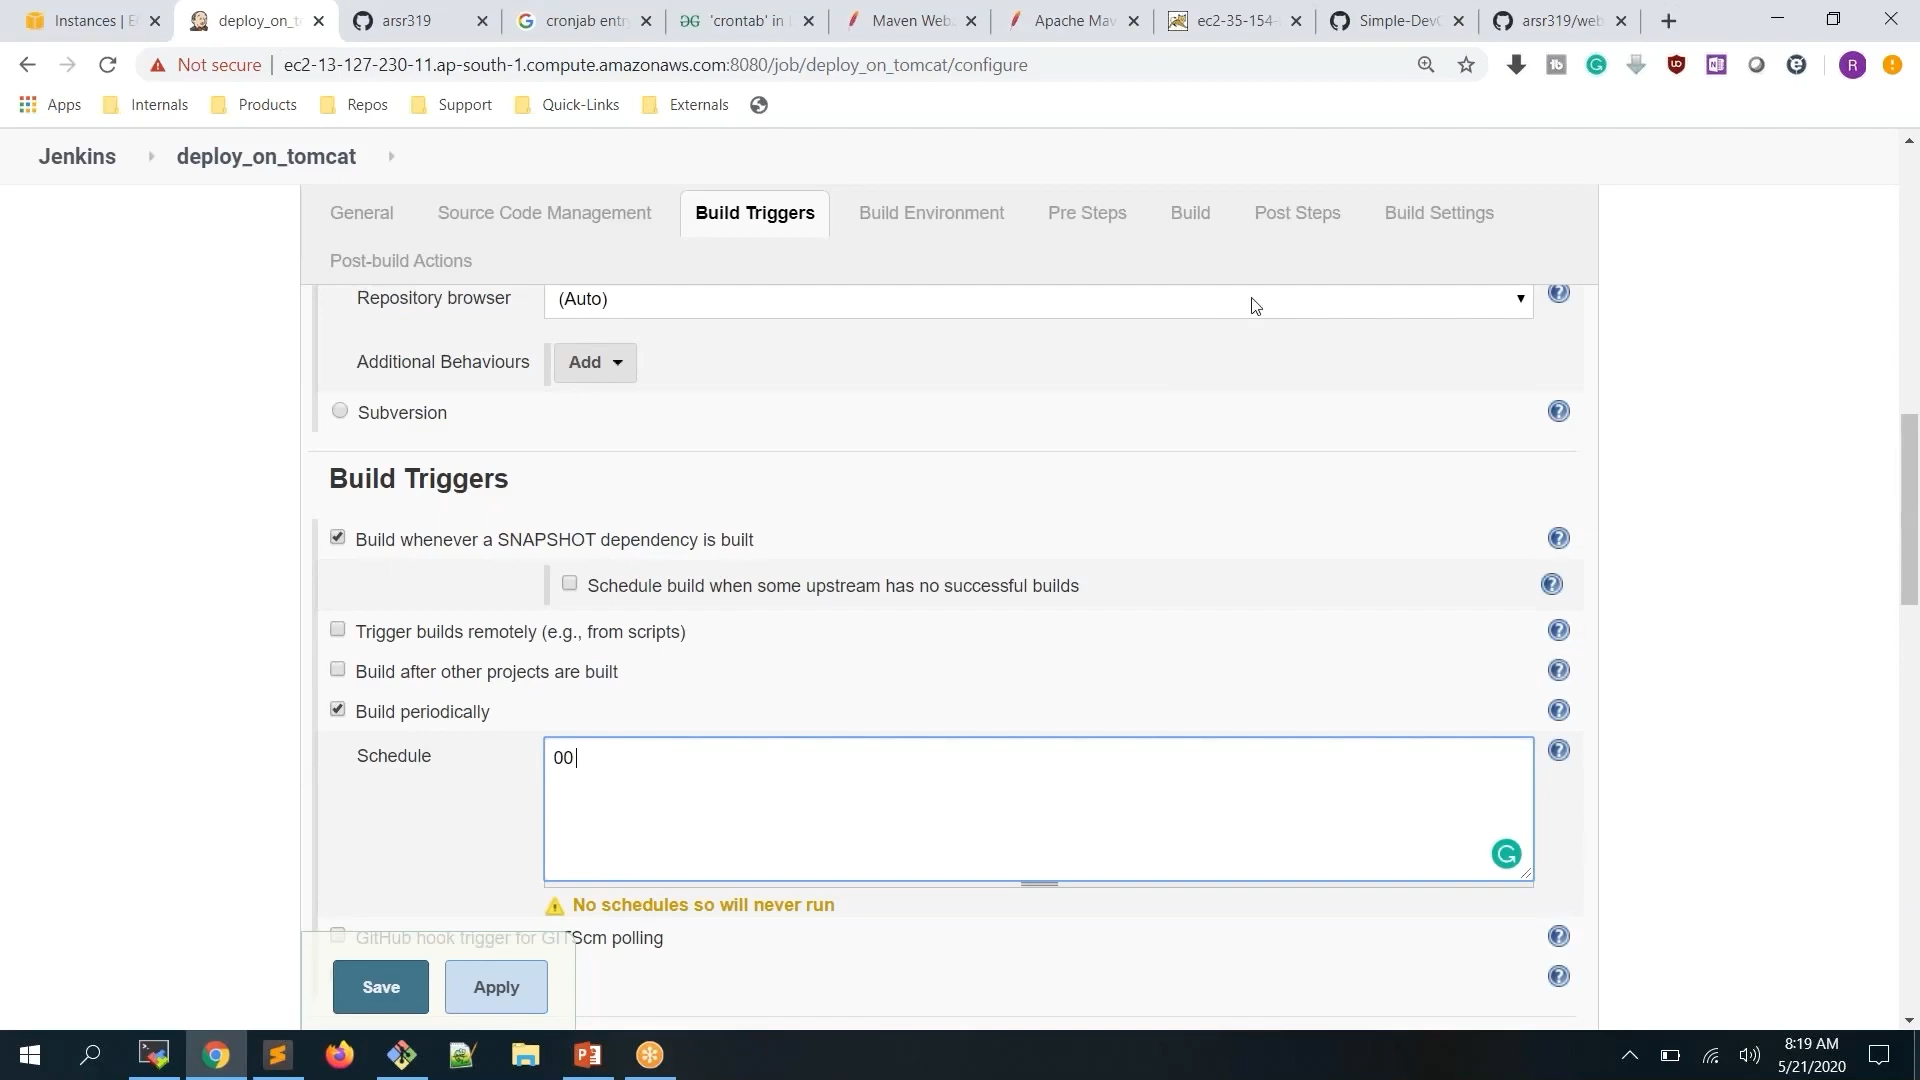 Instances | E
deploy_on_t
arsr319
cronjab entr
'crontab' in
Maven Web
Apache Mav
ec2-35-154-
Simple-DevO
arsr319/web
Not secure
ec2-13-127-230-11.ap-south-1.compute.amazonaws.com:8080/job/deploy_on_tomcat/configure
R
Apps
Internals
Products
Repos
Support
Quick-Links
Externals
Jenkins
deploy_on_tomcat
General
Source Code Management
Build Triggers
Build Environment
Pre Steps
Build
Post Steps
Build Settings
Post-build Actions
Repository browser
(Auto)
Additional Behaviours
Add
Subversion
Build Triggers
Build whenever a SNAPSHOT dependency is built
Schedule build when some upstream has no successful builds
Trigger builds remotely (e.g., from scripts)
Build after other projects are built
Build periodically
Schedule
00
No schedules so will never run
GitHub hook trigger for GITScm polling
Save
Apply
8:19 AM
5/21/2020